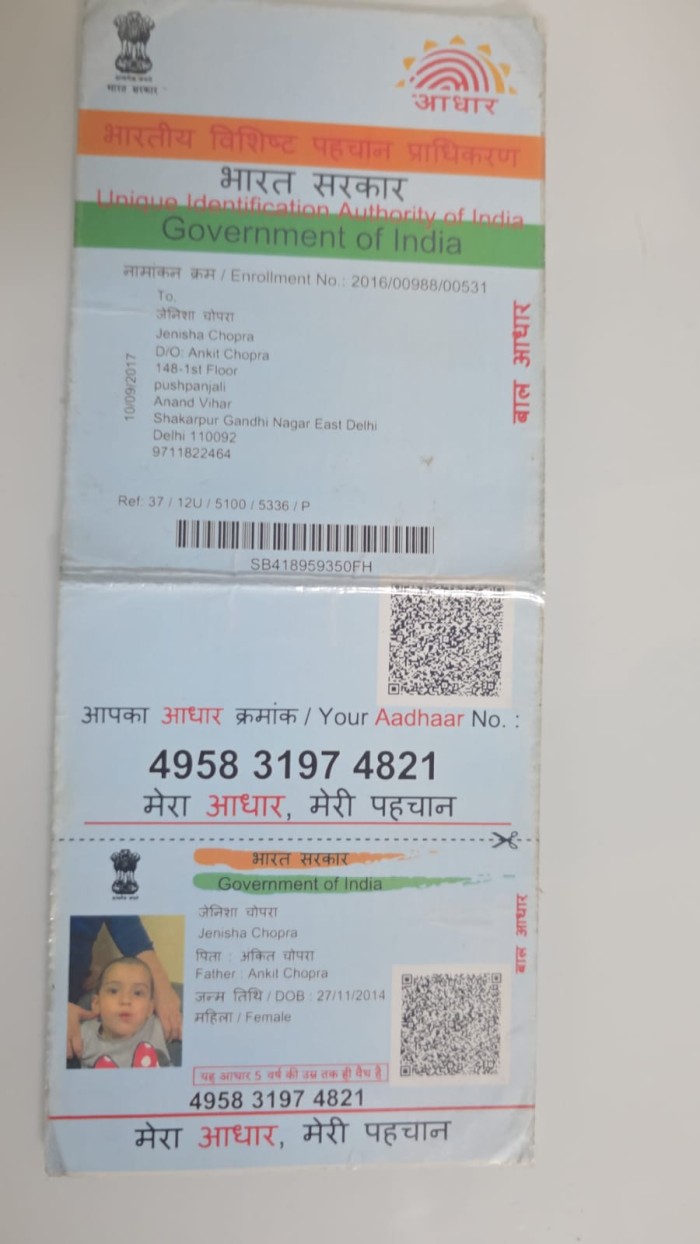 भारत सरकार
आधार
भारतीय विशिष्ट पहचान प्राधिकरण
भारत सरकार
Unique Identification Authority of India
Government of India
नामांकन क्रम / Enrollment No.: 2016/00988/00531
To,
जेनिशा चोपरा
Jenisha Chopra
D/O: Ankit Chopra
148-1st Floor
pushpanjali
Anand Vihar
Shakarpur Gandhi Nagar East Delhi
Delhi 110092
9711822464
10/09/2017
बाल आधार
Ref: 37 / 12U / 5100 / 5336 / P
SB418959350FH
आपका आधार क्रमांक / Your Aadhaar No. :
4958 3197 4821
मेरा आधार, मेरी पहचान
भारत सरकार
Government of India
जेनिशा चोपरा
Jenisha Chopra
पिता : अंकित चोपरा
Father : Ankit Chopra
जन्म तिथि / DOB : 27/11/2014
महिला / Female
बाल आधार
यह आधार 5 वर्ष की उम्र तक ही वैध है
4958 3197 4821
मेरा आधार, मेरी पहचान